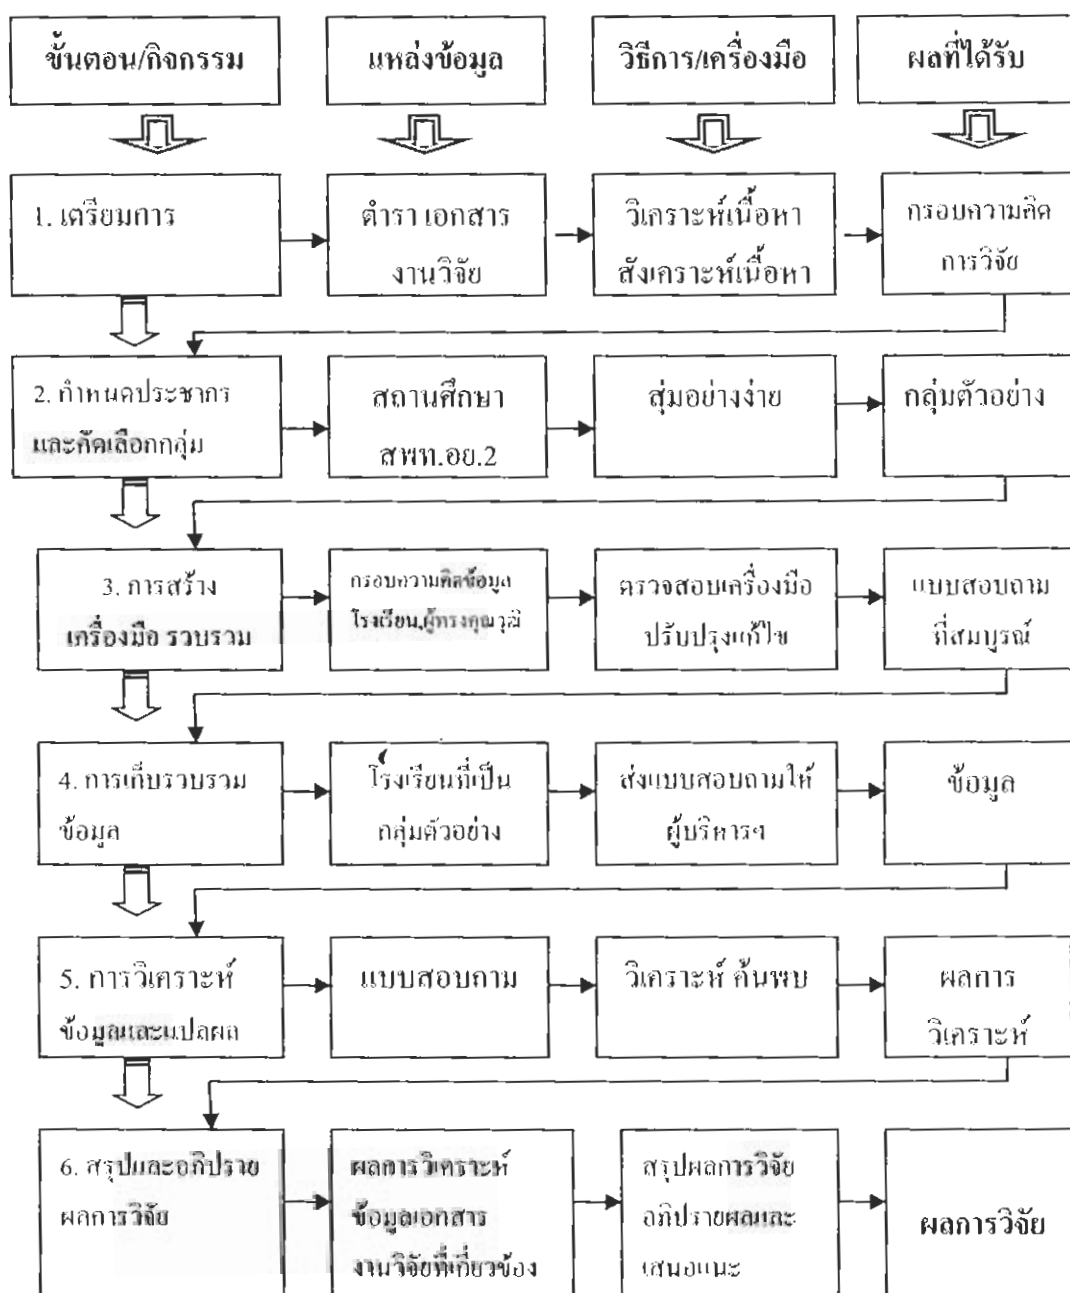 ขั้นตอน/กิจกรรม
แหล่งข้อมูล
วิธีการ/เครื่องมือ
ผลที่ได้รับ
1. เตรียมการ
ตำรา เอกสาร
งานวิจัย
วิเคราะห์เนื้อหา
สังเคราะห์เนื้อหา
กรอบความคิด
การวิจัย
2. กำหนดประชากร
และคัดเลือกกลุ่ม
สถานศึกษา
สพท.อย.2
สุ่มอย่างง่าย
กลุ่มตัวอย่าง
3. การสร้าง
เครื่องมือ รวบรวม
กรอบความคิดข้อมูล
โรงเรียน,ผู้ทรงคุณวุฒิ
ตรวจสอบเครื่องมือ
ปรับปรุงแก้ไข
แบบสอบถาม
ที่สมบูรณ์
4. การเก็บรวบรวม
ข้อมูล
โรงเรียนที่เป็น
กลุ่มตัวอย่าง
ส่งแบบสอบถามให้
ผู้บริหารฯ
ข้อมูล
5. การวิเคราะห์
ข้อมูลและแปลผล
แบบสอบถาม
วิเคราะห์ ค้นพบ
ผลการ
วิเคราะห์
6. สรุปและอภิปราย
ผลการวิจัย
ผลการวิเคราะห์
ข้อมูลเอกสาร
งานวิจัยที่เกี่ยวข้อง
สรุปผลการวิจัย
อภิปรายผลและ
เสนอแนะ
ผลการวิจัย